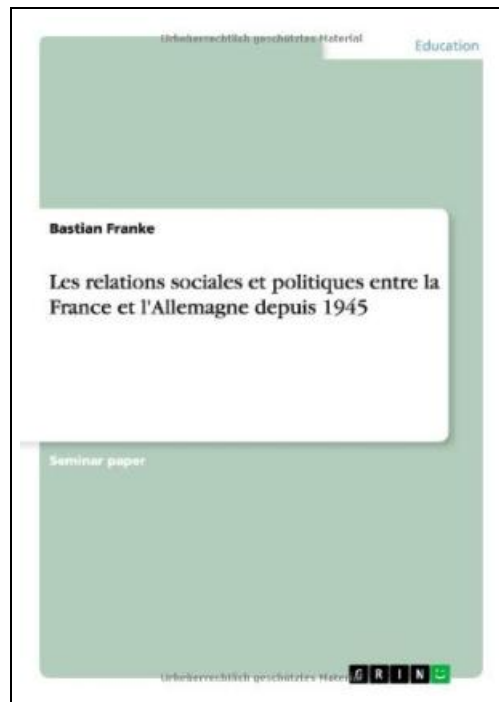 Urheberrechtlich geschütztes Material
Education
Bastian Franke
Les relations sociales et politiques entre la
France et l'Allemagne depuis 1945
Seminar paper
Urheberrechtlich geschütztes Mater
GRIN